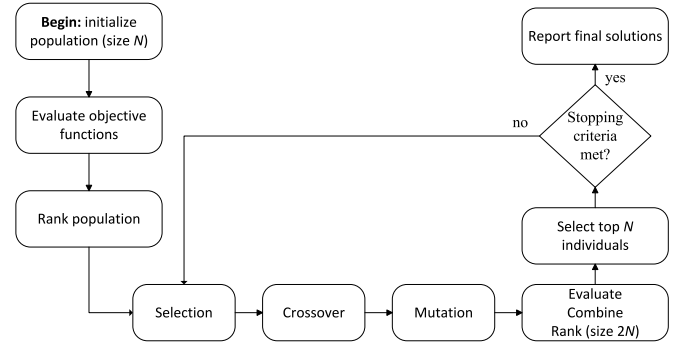 Begin: initialize
population (size N)
Evaluate objective
functions
Rank population
Selection
Crossover
Mutation
Evaluate
Combine
Rank (size 2N)
Select top N
individuals
Stopping
criteria
met?
no
yes
Report final solutions